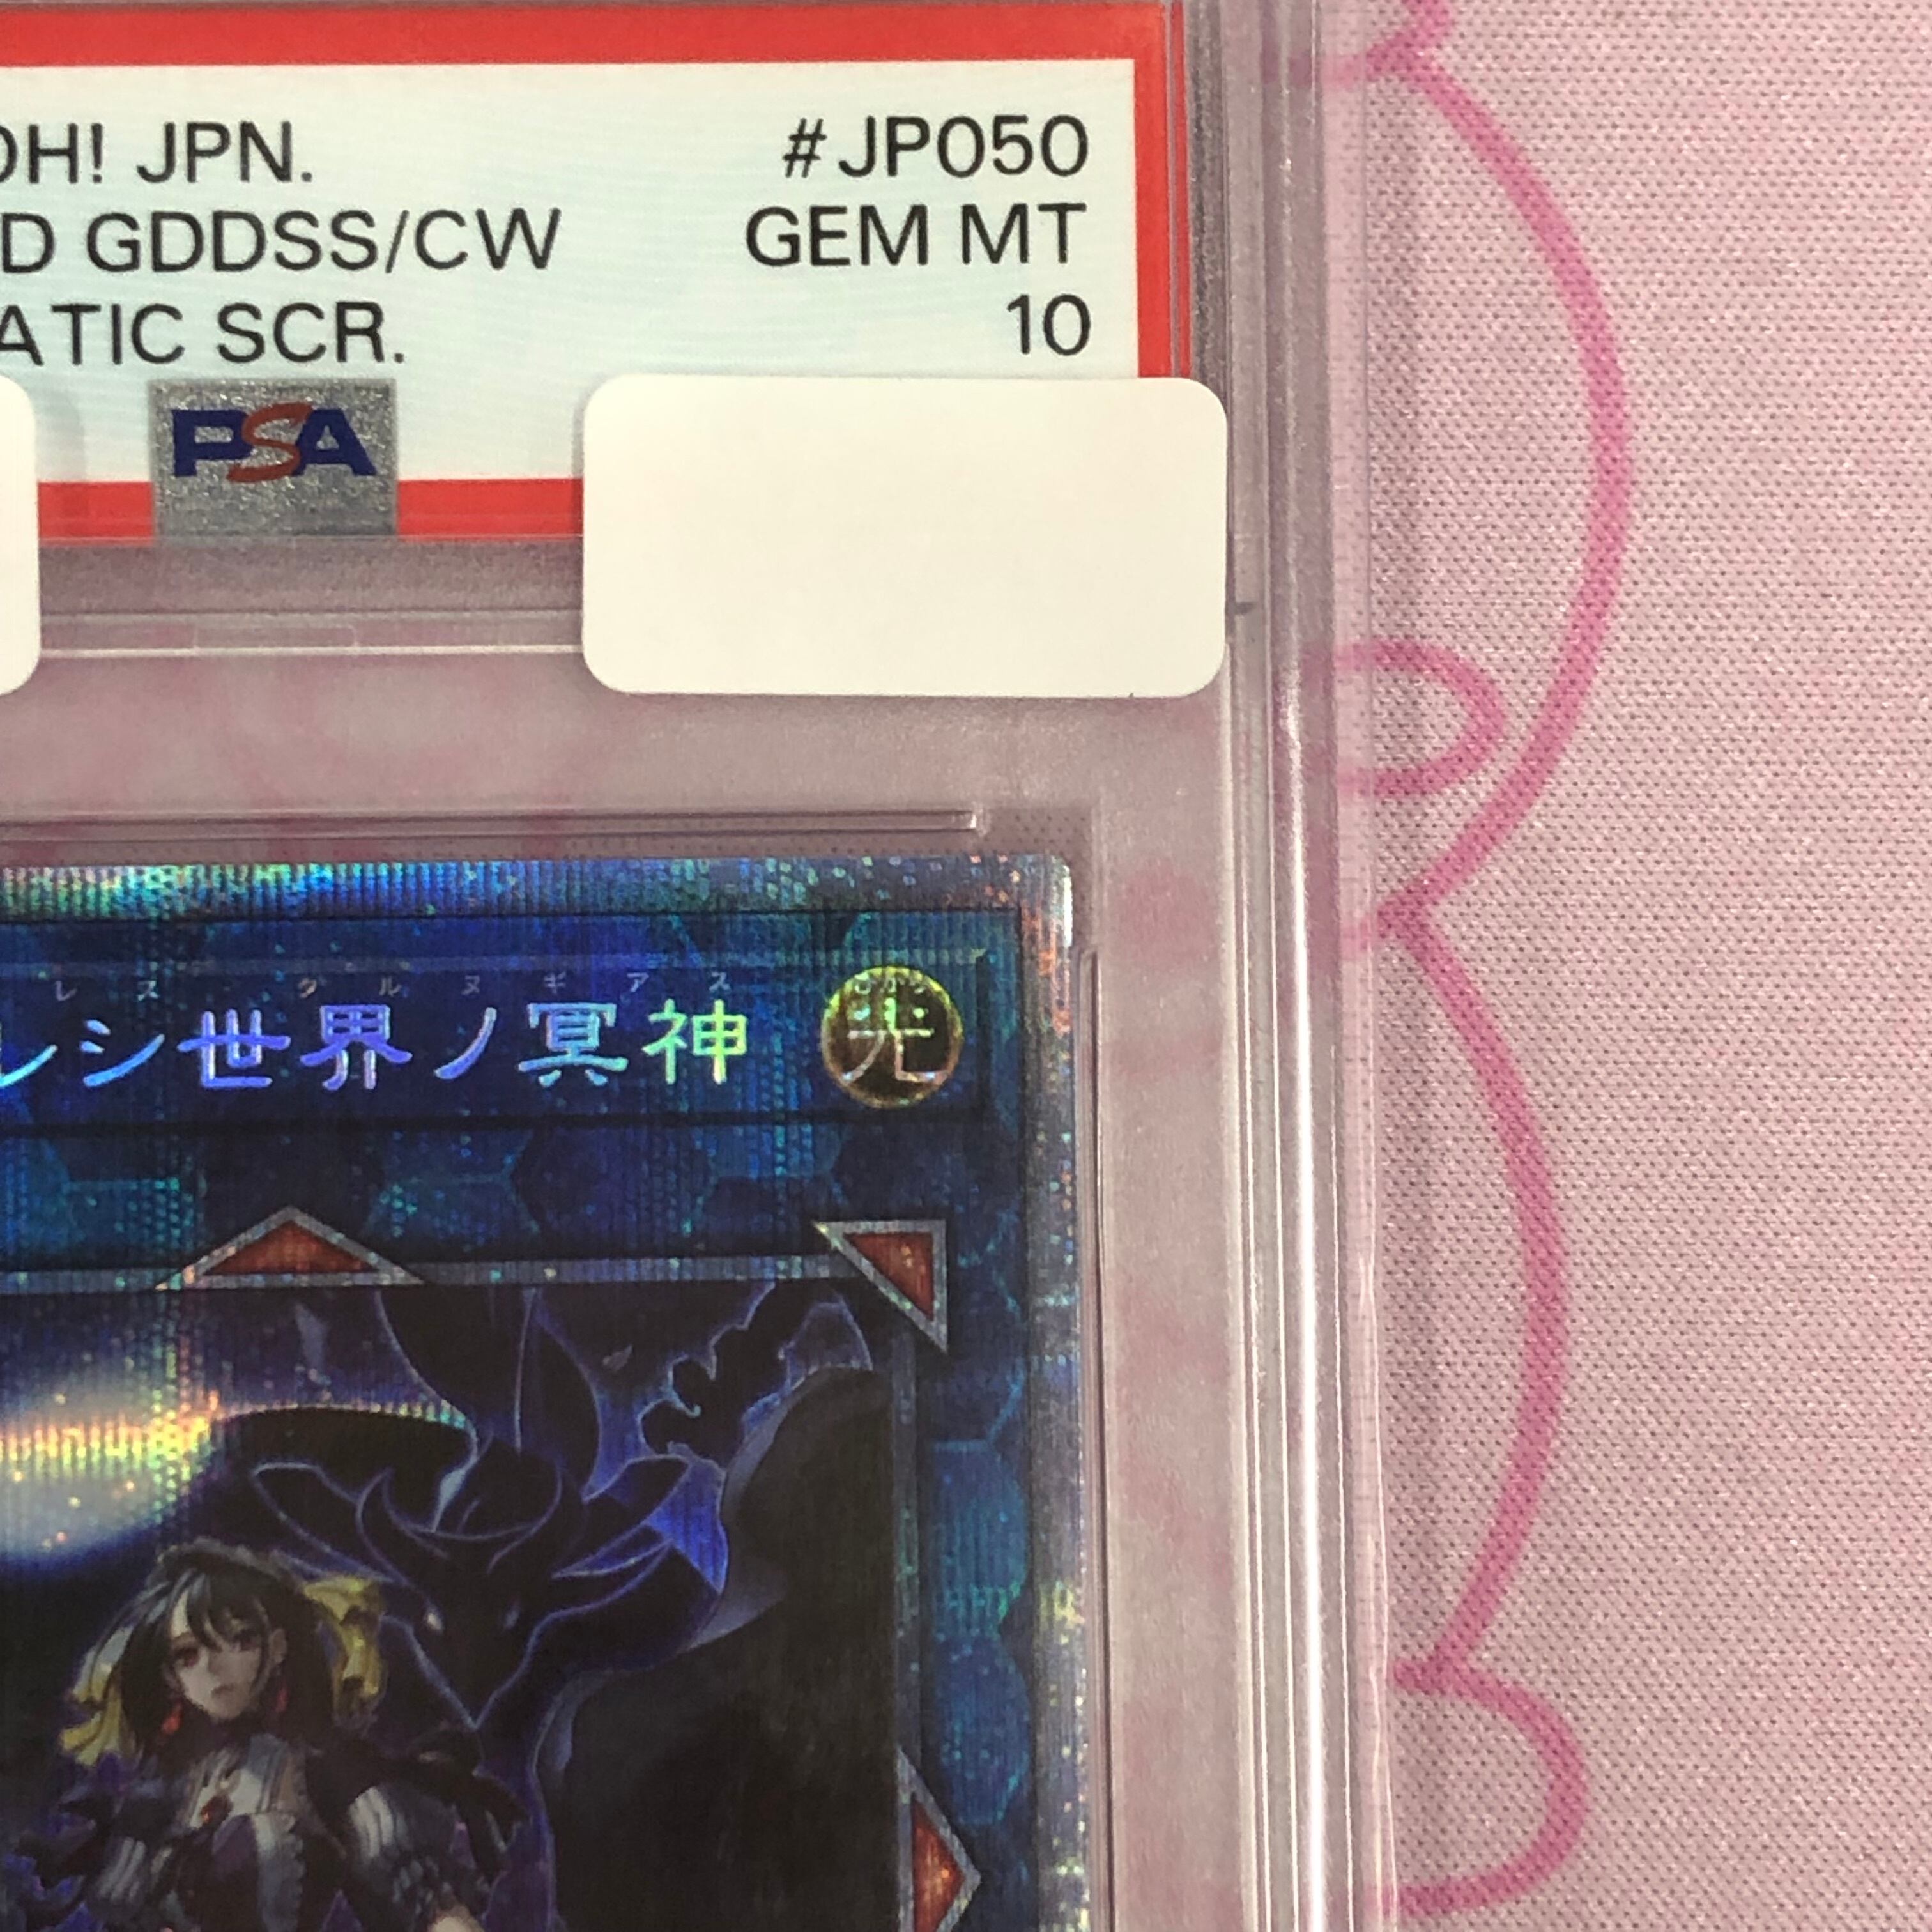 OH! JPN. #JP050
D GDDSS/CW GEM MT
ATIC SCR. 10
PSA
レス・クルヌギアス
レシ世界ノ冥神
光